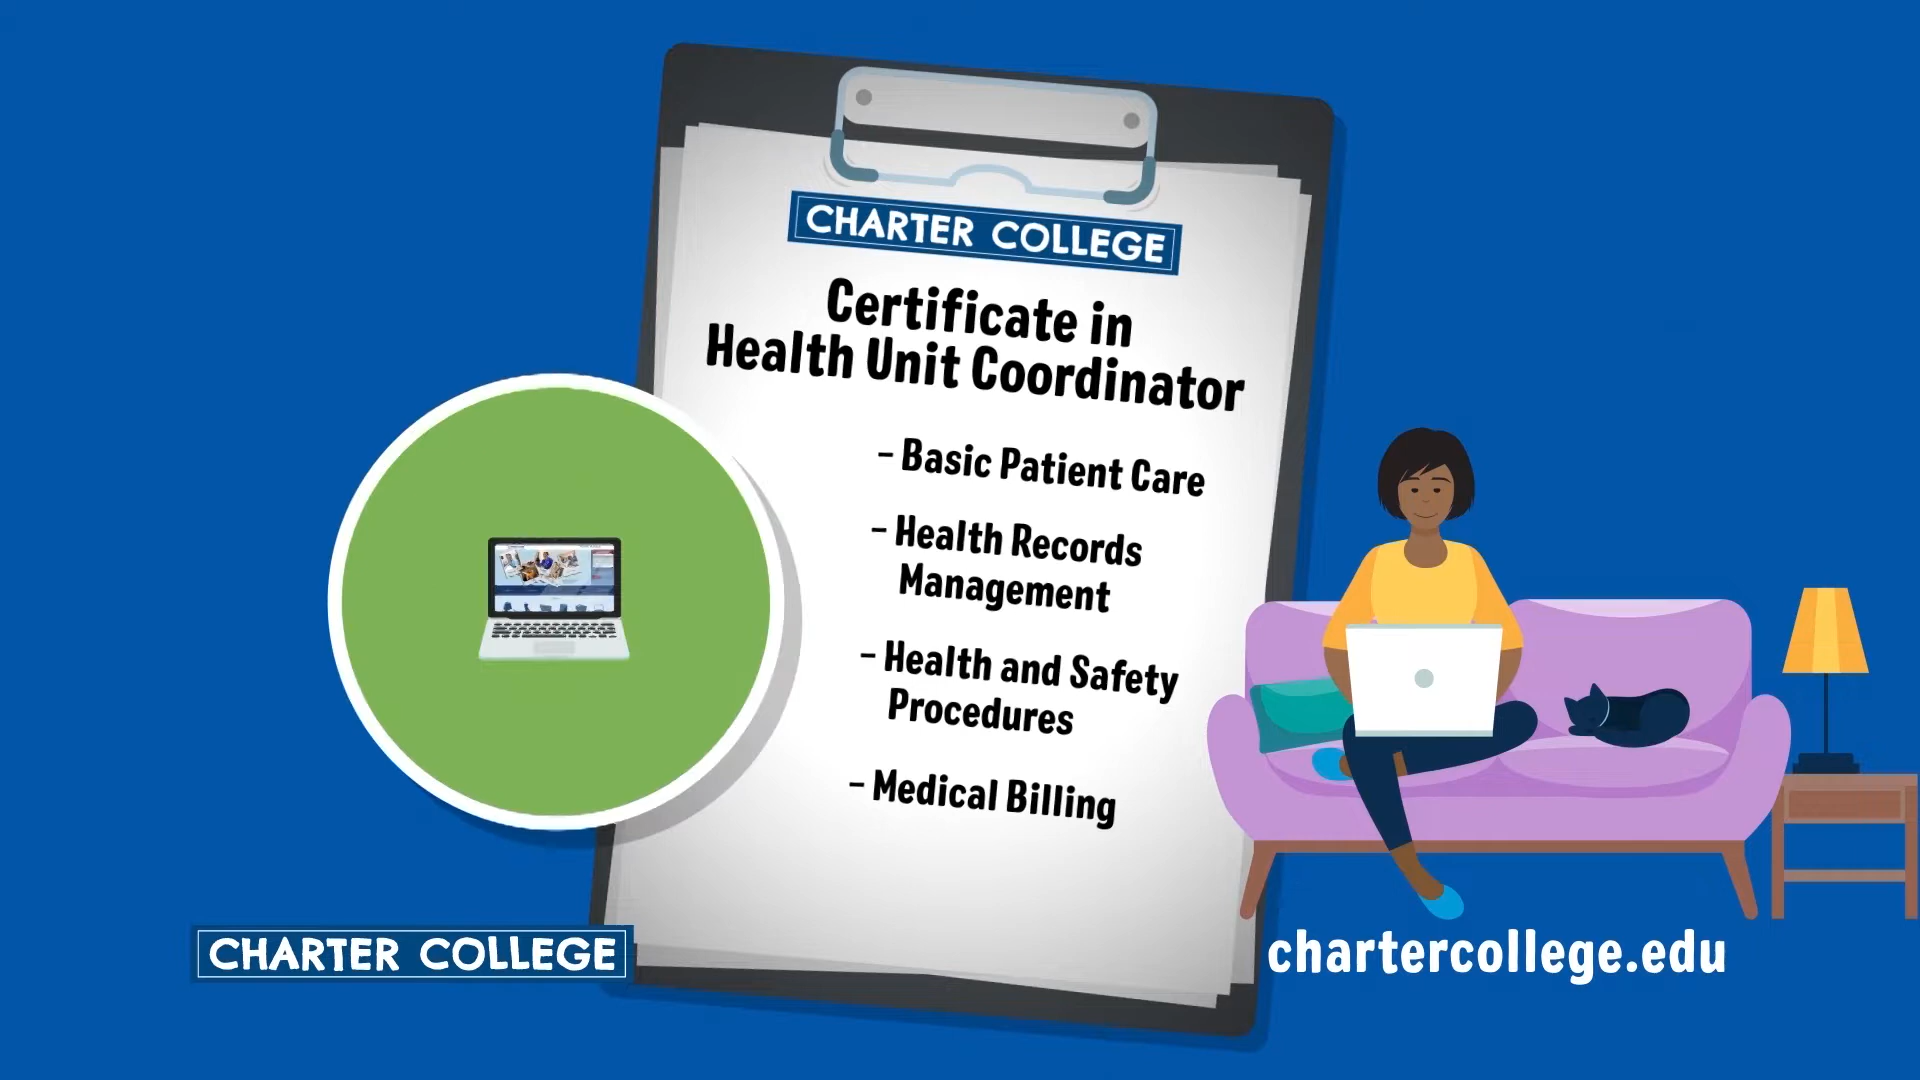 CHARTER COLLEGE
Certificate in
Health Unit Coordinator
– Basic Patient Care
– Health Records
Management
– Health and Safety
Procedures
– Medical Billing
CHARTER COLLEGE
chartercollege.edu